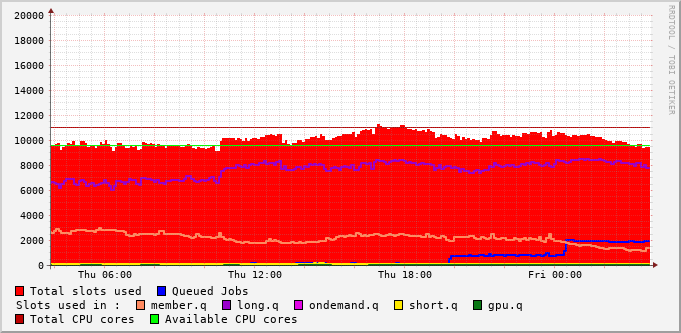 20000
18000
16000
14000
12000
10000
8000
6000
4000
2000
0
Thu 06:00 Thu 12:00 Thu 18:00 Fri 00:00
Total slots used Queued Jobs
Slots used in : member.q long.q ondemand.q short.q gpu.q
Total CPU cores Available CPU cores
RRDTOOL / TOBI OETIKER